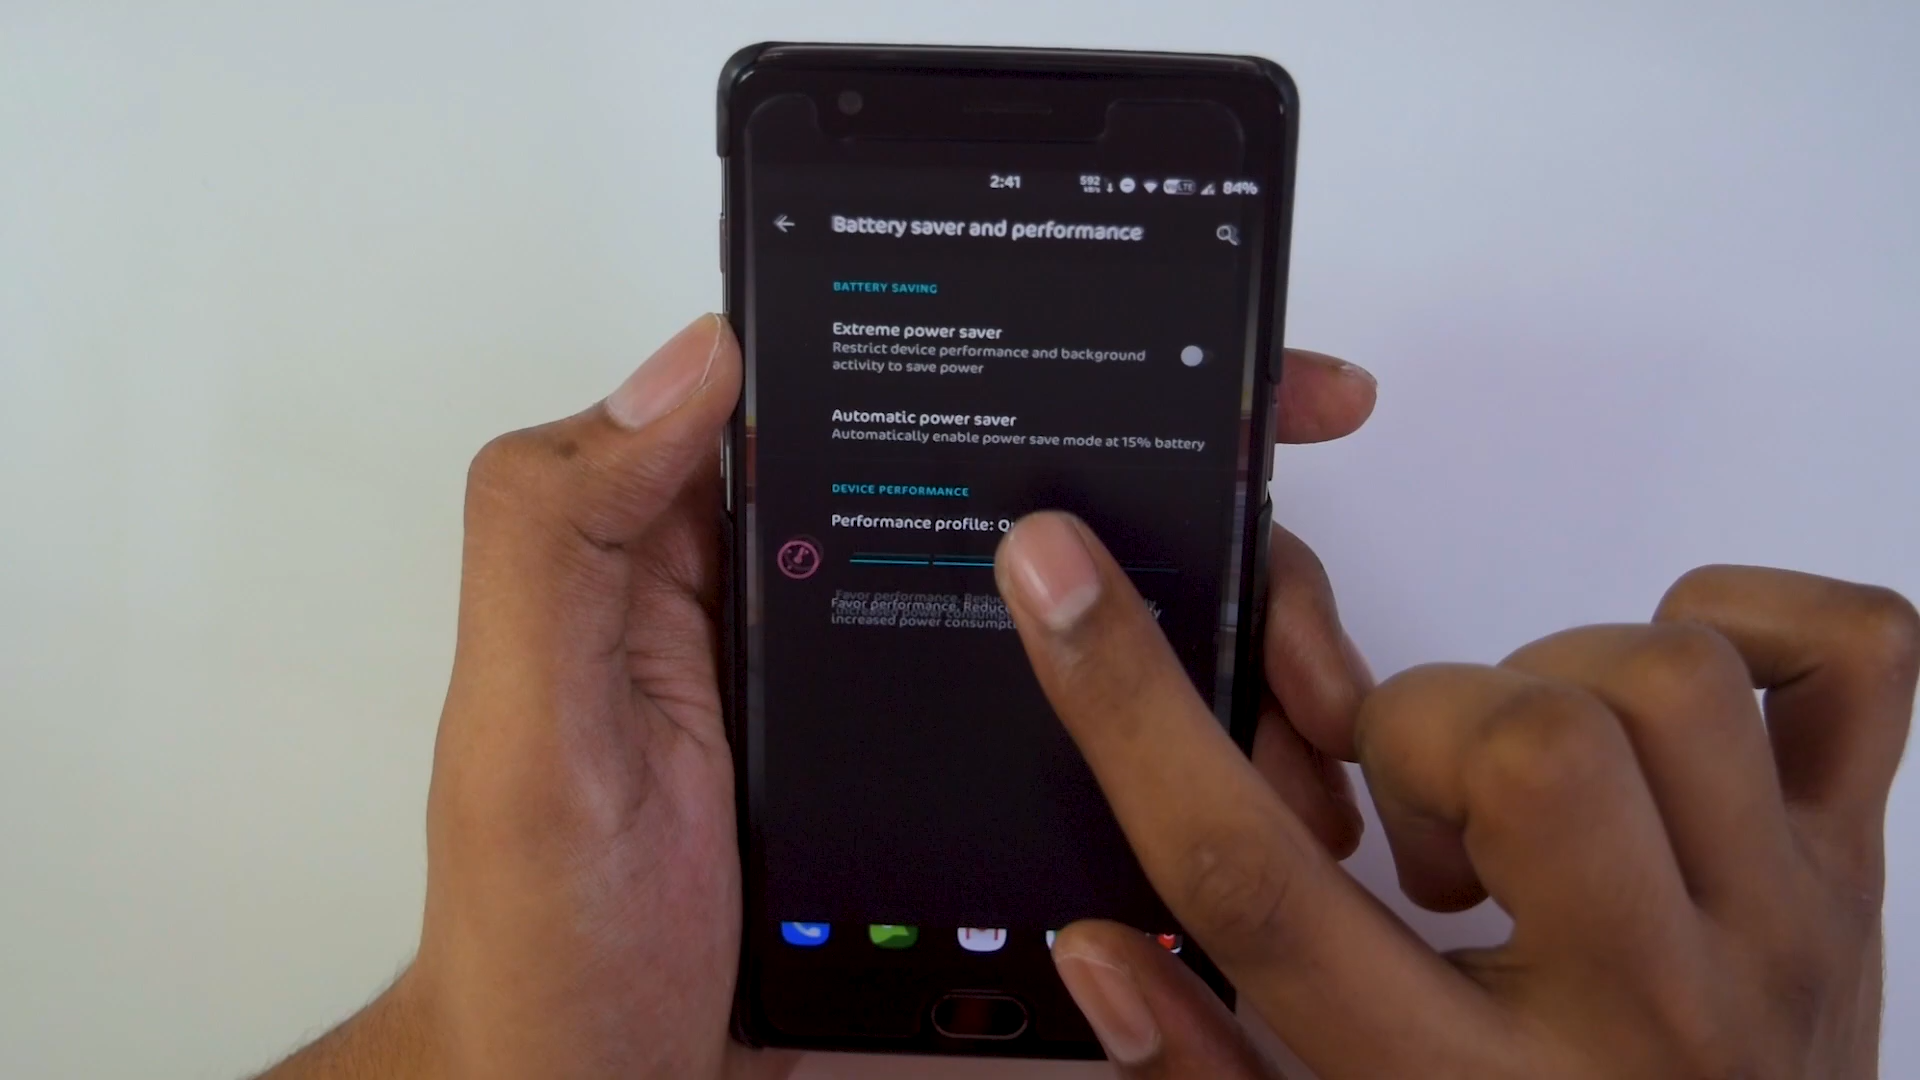 2:41 592 84%
Battery saver and performance
BATTERY SAVING
Extreme power saver
Restrict device performance and background
activity to save power
Automatic power saver
Automatically enable power save mode at 15% battery
DEVICE PERFORMANCE
Performance profile:
Favor performance. Reduc
increased power consumpt